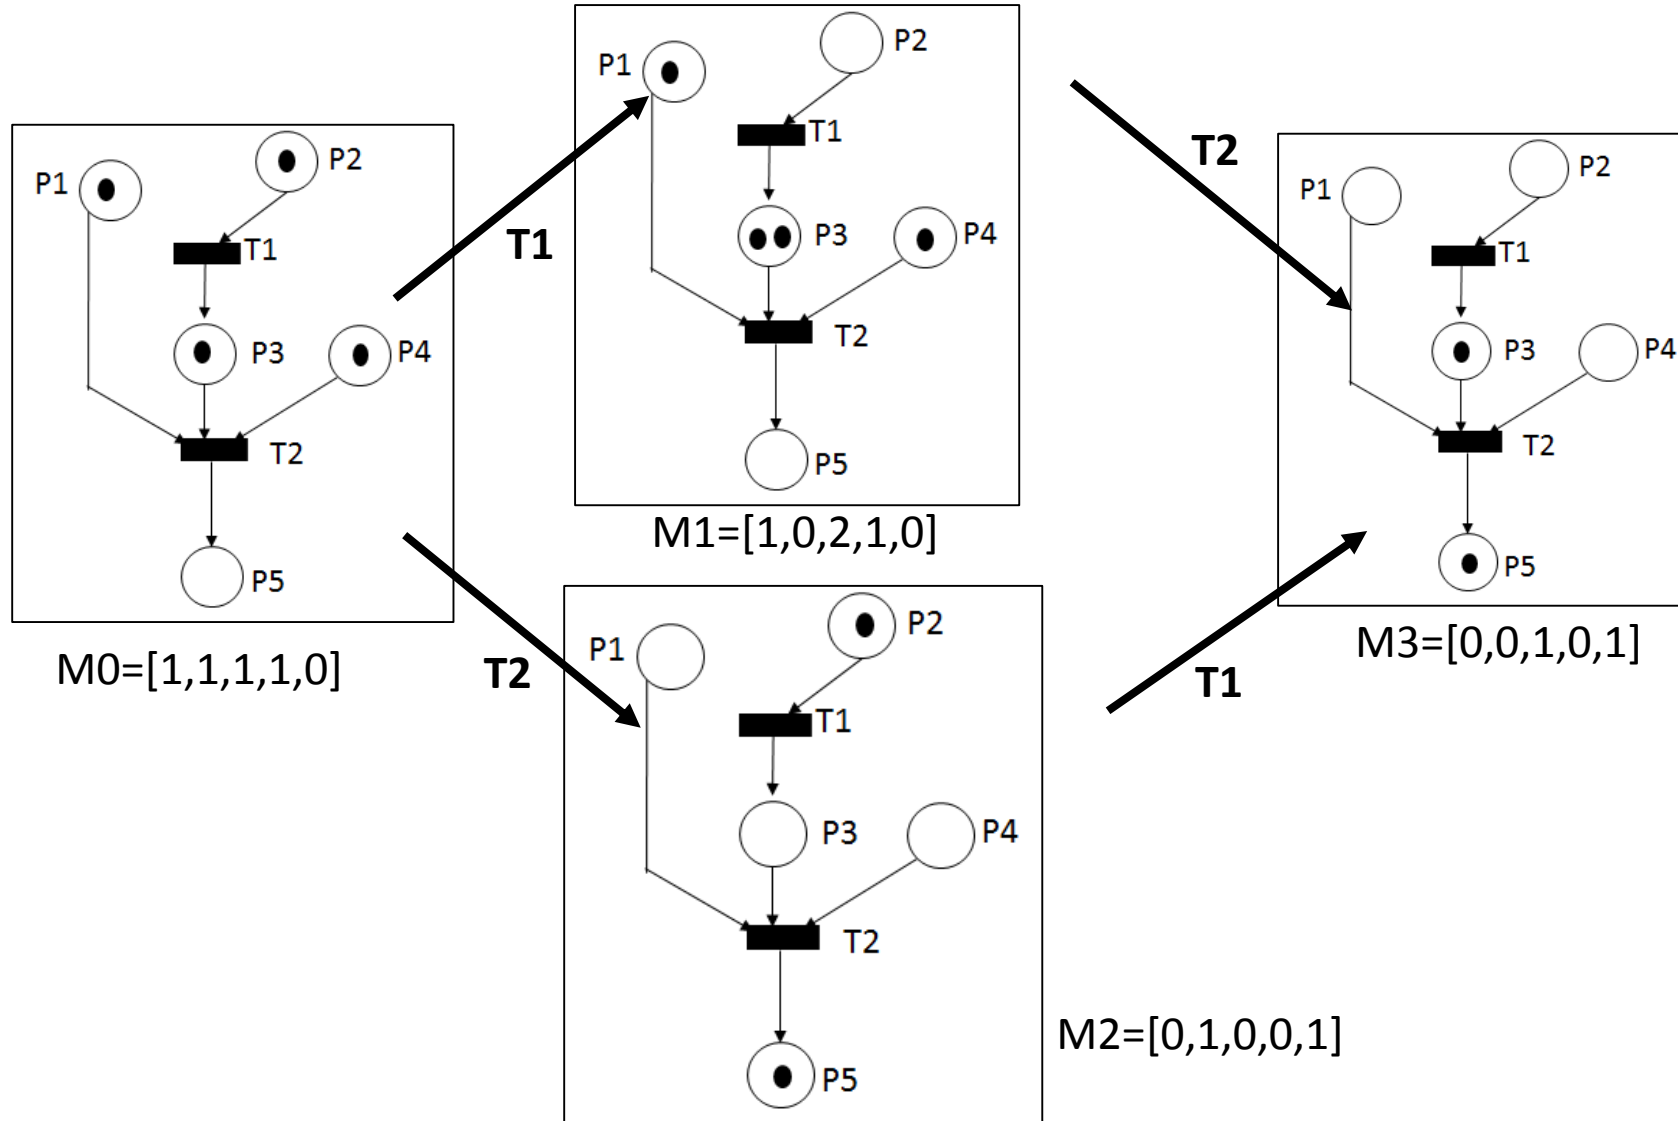 P1
P2
T1
P3
P4
T2
P5
M0=[1,1,1,1,0]
T1
T2
P1
P2
T1
P3
P4
T2
P5
M1=[1,0,2,1,0]
P1
P2
T1
P3
P4
T2
P5
M2=[0,1,0,0,1]
T2
T1
P1
P2
T1
P3
P4
T2
P5
M3=[0,0,1,0,1]